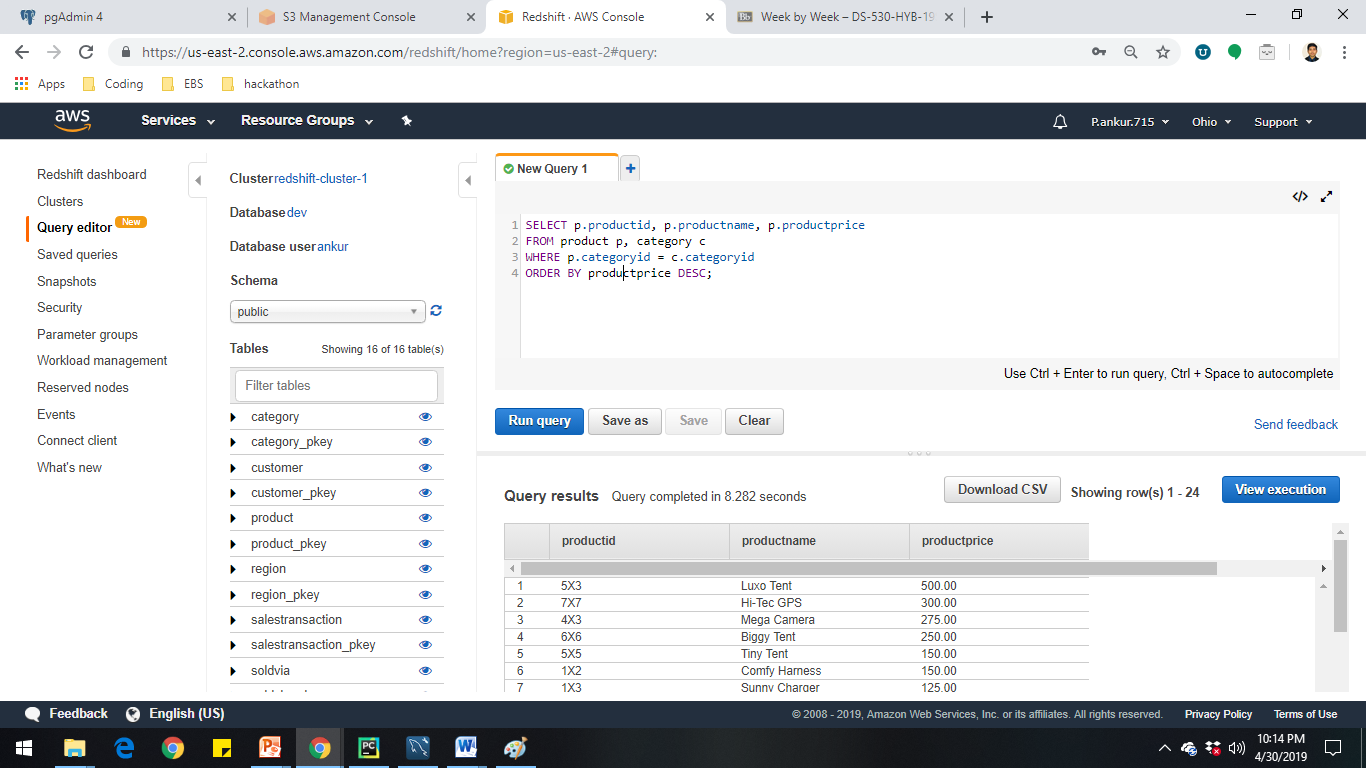 pgAdmin 4
S3 Management Console
Redshift · AWS Console
Week by Week – DS-530-HYB-19
https://us-east-2.console.aws.amazon.com/redshift/home?region=us-east-2#query:
Apps Coding EBS hackathon
aws Services Resource Groups P.ankur.715 Ohio Support
Redshift dashboard
Clusters
Query editor New
Saved queries
Snapshots
Security
Parameter groups
Workload management
Reserved nodes
Events
Connect client
What's new
Clusterredshift-cluster-1
Databasedev
Database userankur
Schema
public
Tables Showing 16 of 16 table(s)
Filter tables
category
category_pkey
customer
customer_pkey
product
product_pkey
region
region_pkey
salestransaction
salestransaction_pkey
soldvia
New Query 1
1 SELECT p.productid, p.productname, p.productprice
2 FROM product p, category c
3 WHERE p.categoryid = c.categoryid
4 ORDER BY productprice DESC;
Use Ctrl + Enter to run query, Ctrl + Space to autocomplete
Run query Save as Save Clear
Send feedback
Query results Query completed in 8.282 seconds Download CSV Showing row(s) 1 - 24 View execution
productid productname productprice
1 5X3 Luxo Tent 500.00
2 7X7 Hi-Tec GPS 300.00
3 4X3 Mega Camera 275.00
4 6X6 Biggy Tent 250.00
5 5X5 Tiny Tent 150.00
6 1X2 Comfy Harness 150.00
7 1X3 Sunny Charger 125.00
Feedback English (US) © 2008 - 2019, Amazon Web Services, Inc. or its affiliates. All rights reserved. Privacy Policy Terms of Use
10:14 PM
4/30/2019